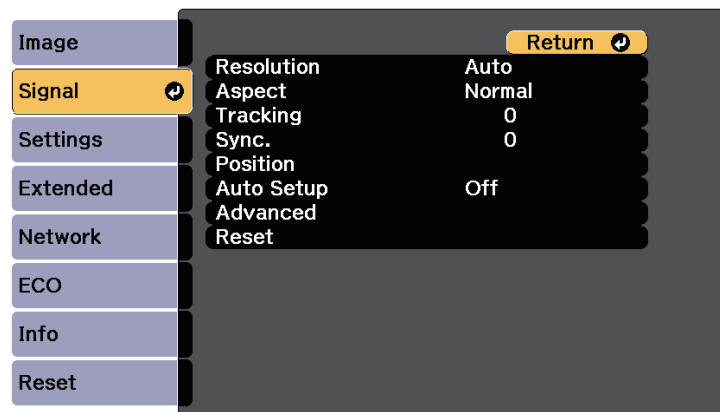 Image
Signal
Settings
Extended
Network
ECO
Info
Reset
Return
Resolution Auto
Aspect Normal
Tracking 0
Sync. 0
Position
Auto Setup Off
Advanced
Reset